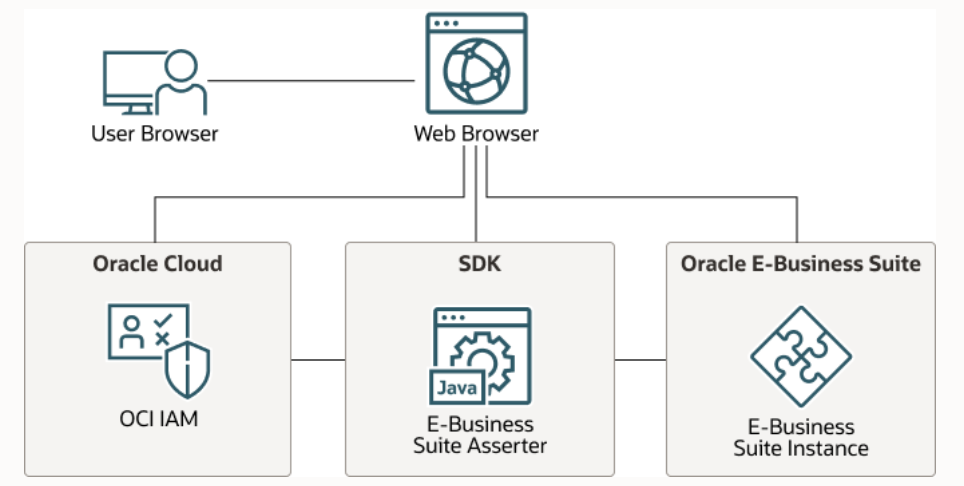 User Browser
Web Browser
Oracle Cloud
SDK
Oracle E-Business Suite
Java
OCI IAM
E-Business
Suite Asserter
E-Business
Suite Instance